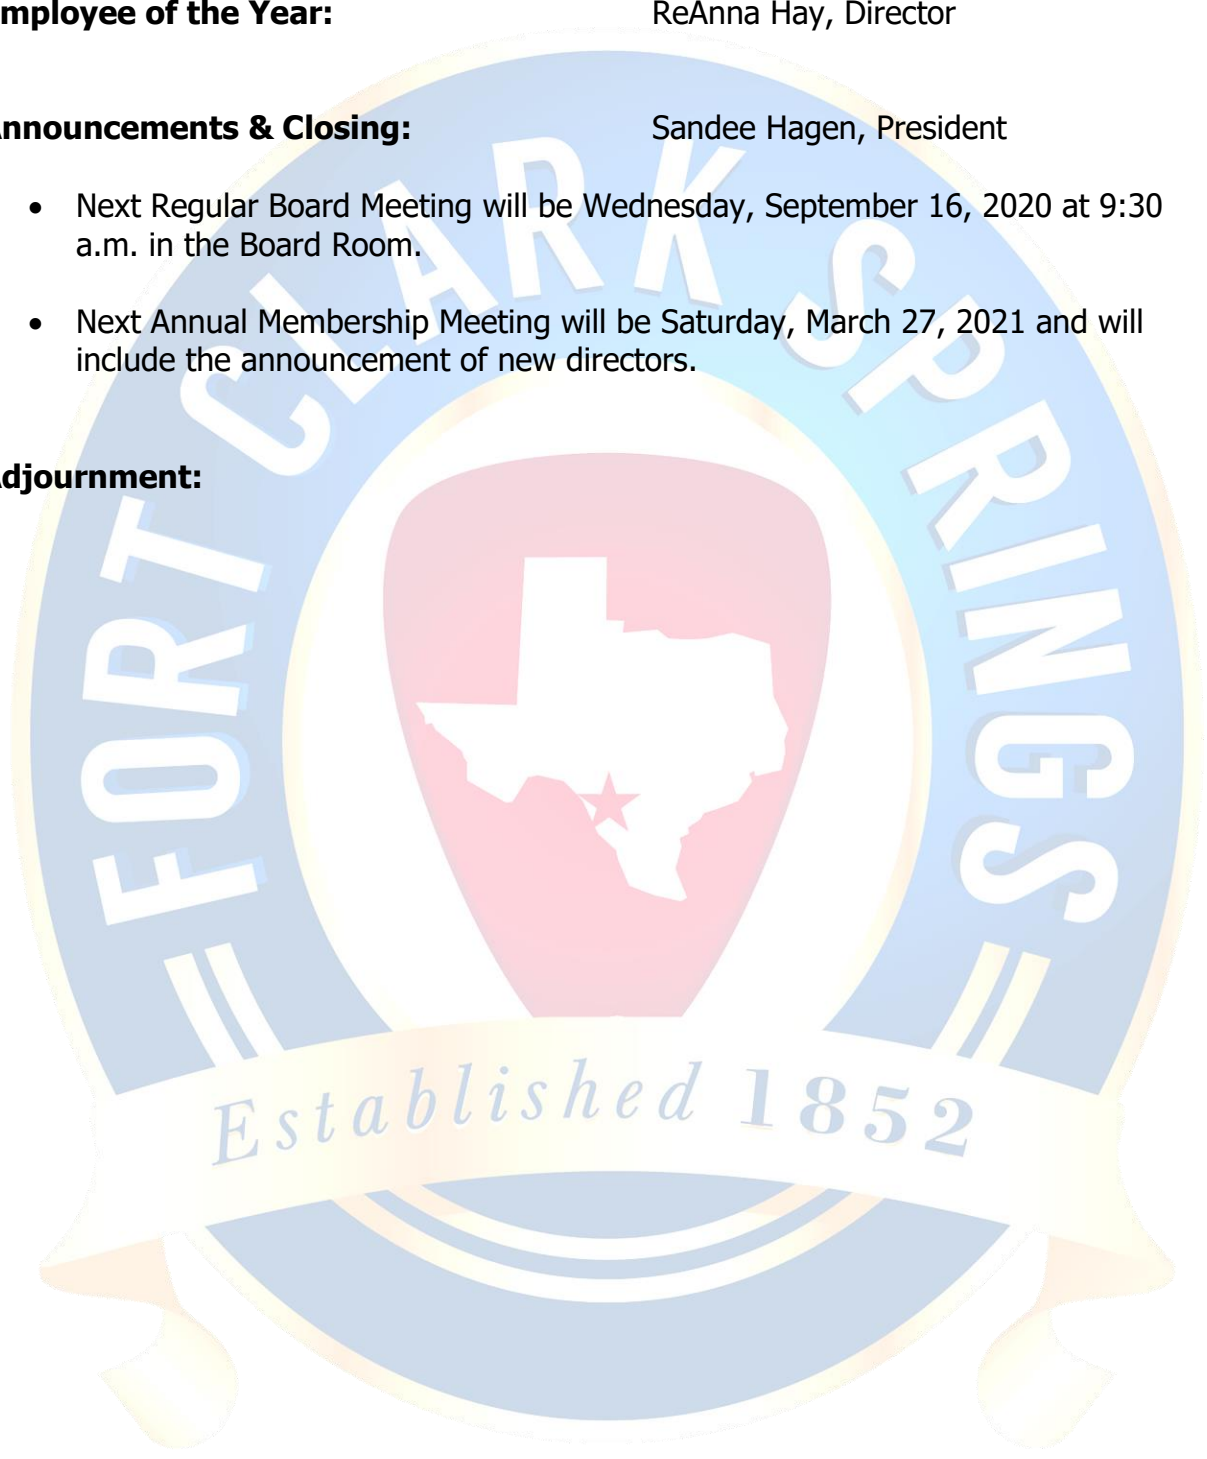 mployee of the Year: ReAnna Hay, Director
Announcements & Closing: Sandee Hagen, President
• Next Regular Board Meeting will be Wednesday, September 16, 2020 at 9:30
a.m. in the Board Room.
• Next Annual Membership Meeting will be Saturday, March 27, 2021 and will
include the announcement of new directors.
Adjournment:
FORT CLARK SPRINGS
Established 1852